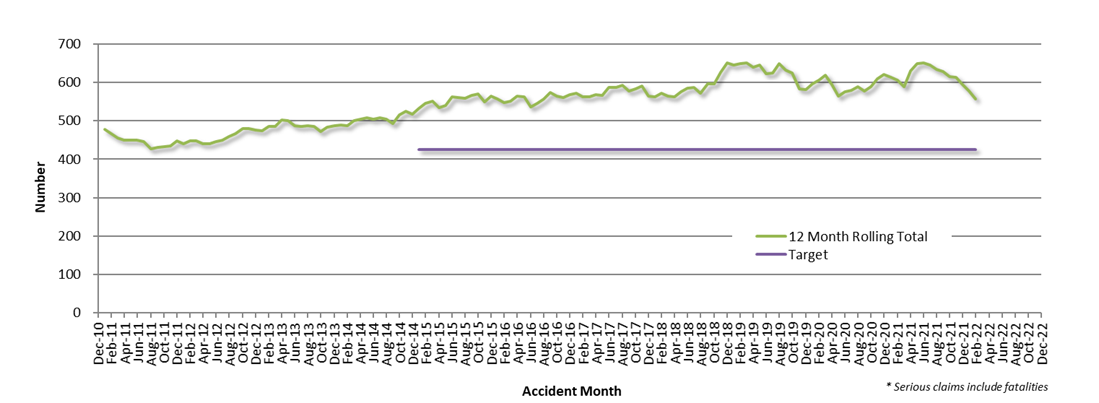 700
600
500
400
300
200
100
0
Number
12 Month Rolling Total
Target
Dec-10
Feb-11
Apr-11
Jun-11
Aug-11
Oct-11
Dec-11
Feb-12
Apr-12
Jun-12
Aug-12
Oct-12
Dec-12
Feb-13
Apr-13
Jun-13
Aug-13
Oct-13
Dec-13
Feb-14
Apr-14
Jun-14
Aug-14
Oct-14
Dec-14
Feb-15
Apr-15
Jun-15
Aug-15
Oct-15
Dec-15
Feb-16
Apr-16
Jun-16
Aug-16
Oct-16
Dec-16
Feb-17
Apr-17
Jun-17
Aug-17
Oct-17
Dec-17
Feb-18
Apr-18
Jun-18
Aug-18
Oct-18
Dec-18
Feb-19
Apr-19
Jun-19
Aug-19
Oct-19
Dec-19
Feb-20
Apr-20
Jun-20
Aug-20
Oct-20
Dec-20
Feb-21
Apr-21
Jun-21
Aug-21
Oct-21
Dec-21
Feb-22
Apr-22
Jun-22
Aug-22
Oct-22
Dec-22
Accident Month
* Serious claims include fatalities